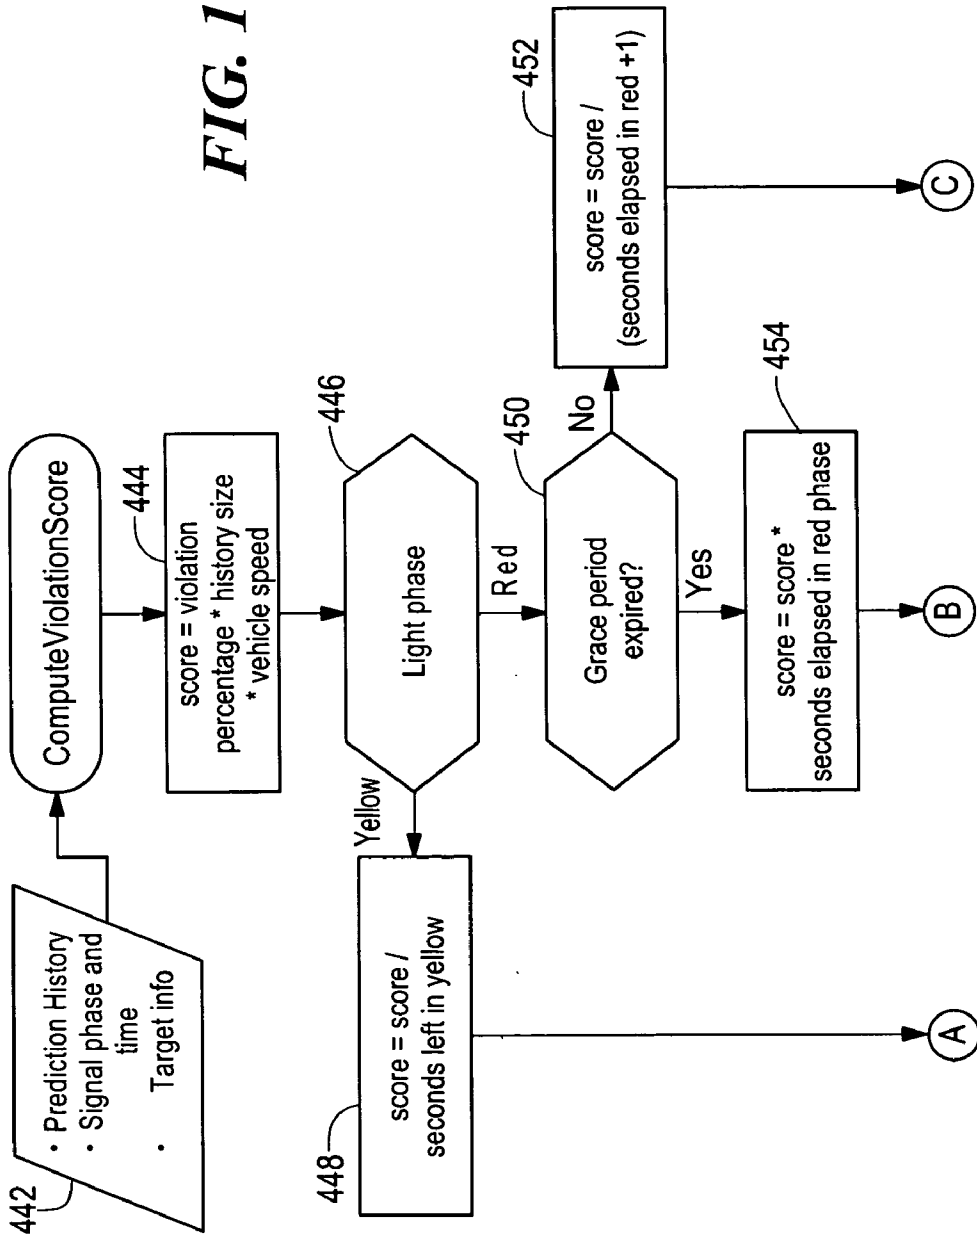 FIG. 1
442
• Prediction History
• Signal phase and
time
• Target info
ComputeViolationScore
444
score = violation
percentage * history size
* vehicle speed
446
Light phase
Yellow
Red
448
score = score /
seconds left in yellow
450
Grace period
expired?
No
Yes
452
score = score /
(seconds elapsed in red +1)
454
score = score *
seconds elapsed in red phase
A
B
C